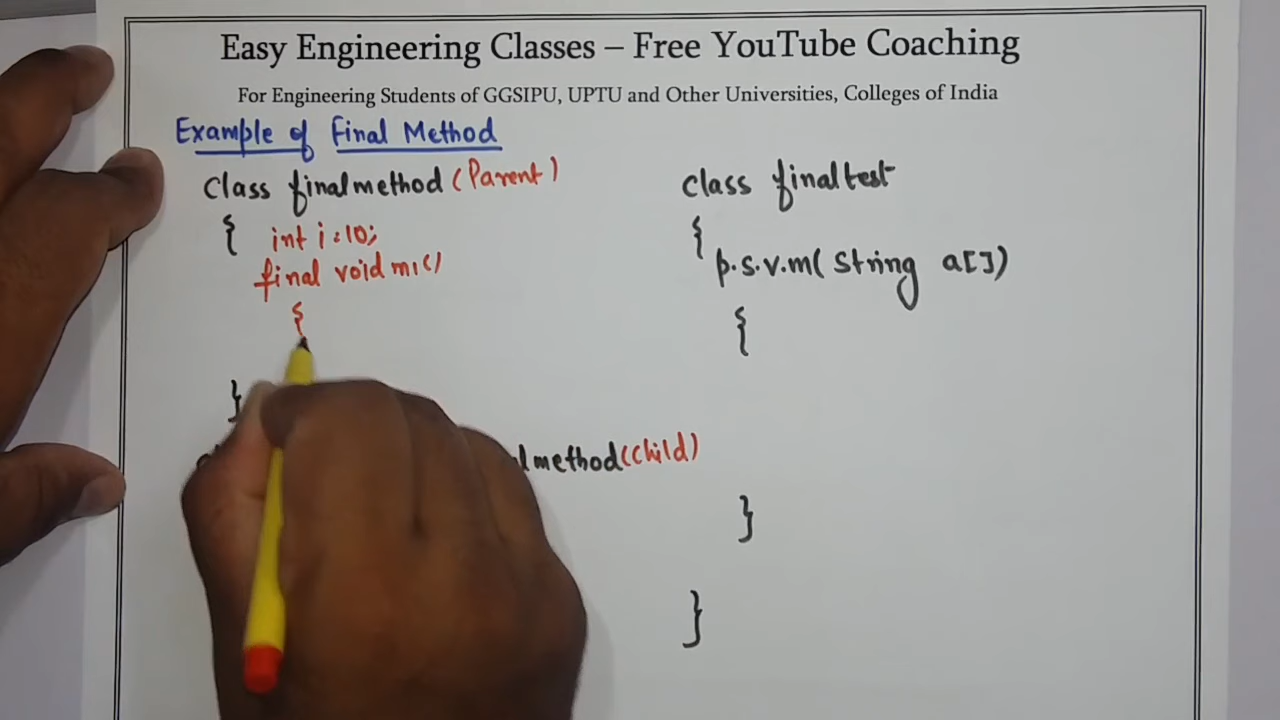 Easy Engineering Classes – Free YouTube Coaching
For Engineering Students of GGSIPU, UPTU and Other Universities, Colleges of India
Example of Final Method
Class finalmethod (Parent)
{ int i=10;
final void m1()
{
}
method (Child)
class finaltest
{
p.s.v.m( String a[])
{
}
}